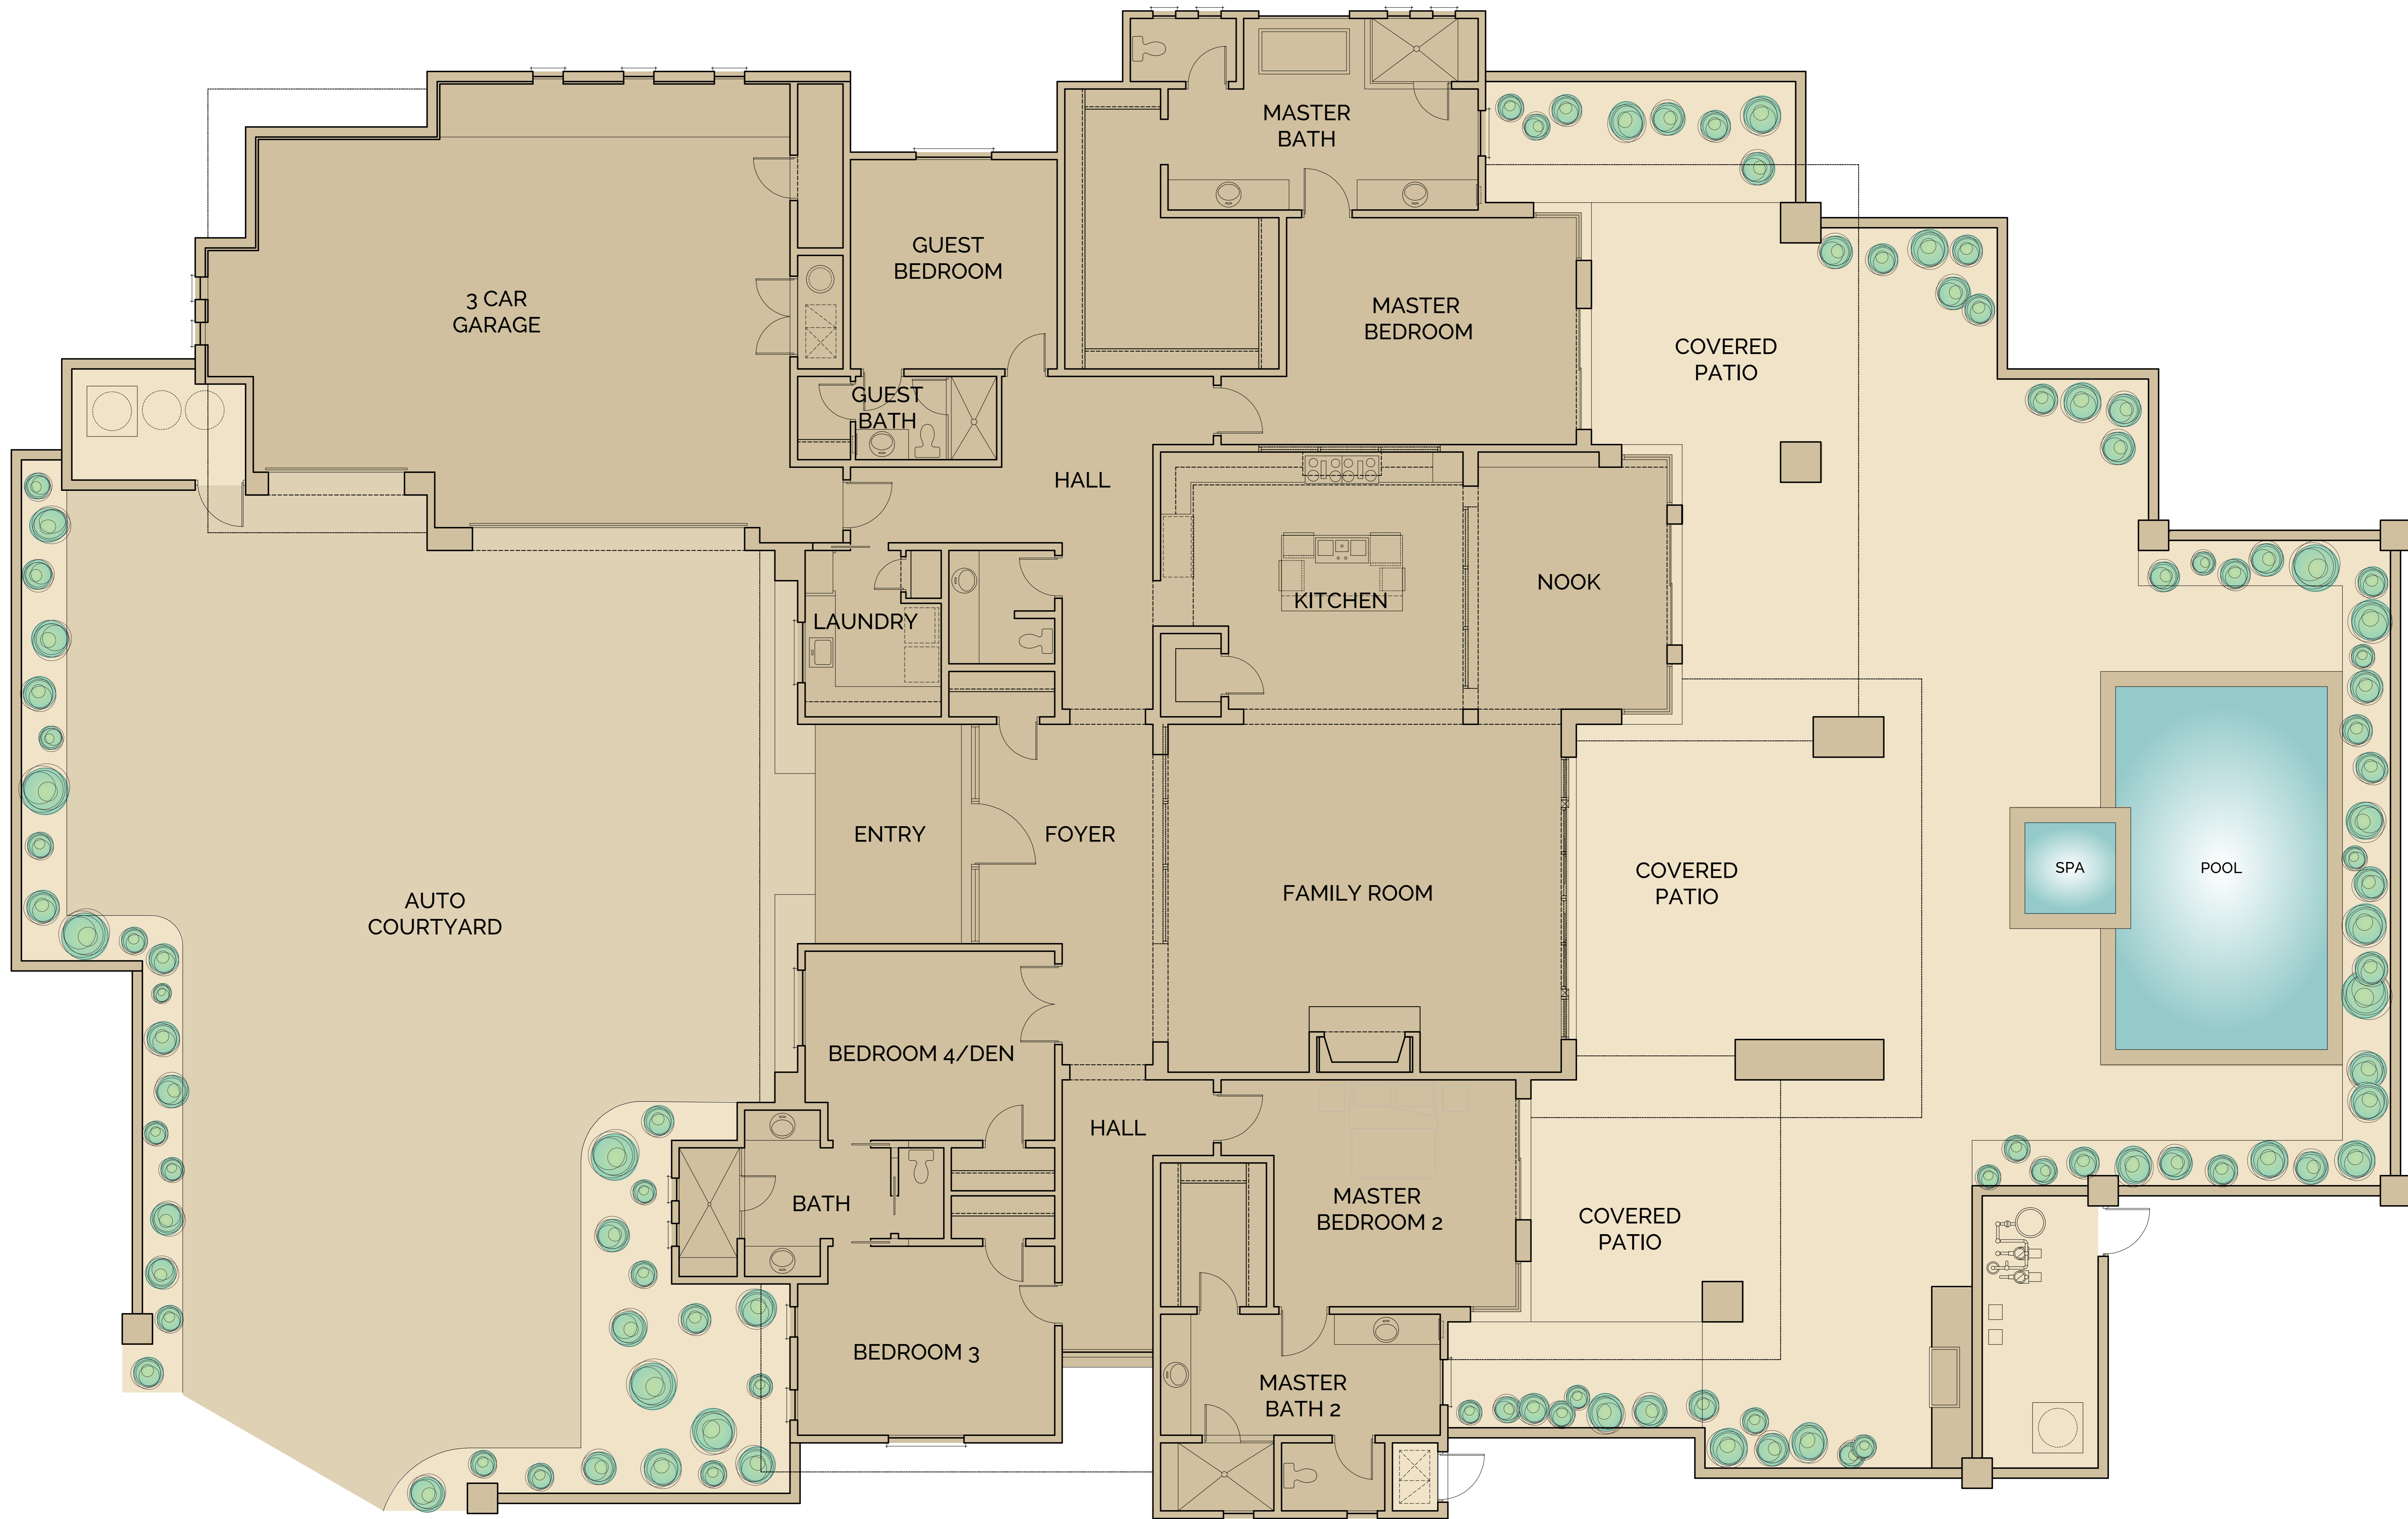 MASTER
BATH
GUEST
BEDROOM
3 CAR
GARAGE
MASTER
BEDROOM
COVERED
PATIO
GUEST
BATH
HALL
NOOK
KITCHEN
LAUNDRY
ENTRY
FOYER
SPA
POOL
COVERED
PATIO
FAMILY ROOM
AUTO
COURTYARD
BEDROOM 4/DEN
HALL
BATH
MASTER
BEDROOM 2
COVERED
PATIO
BEDROOM 3
MASTER
BATH 2